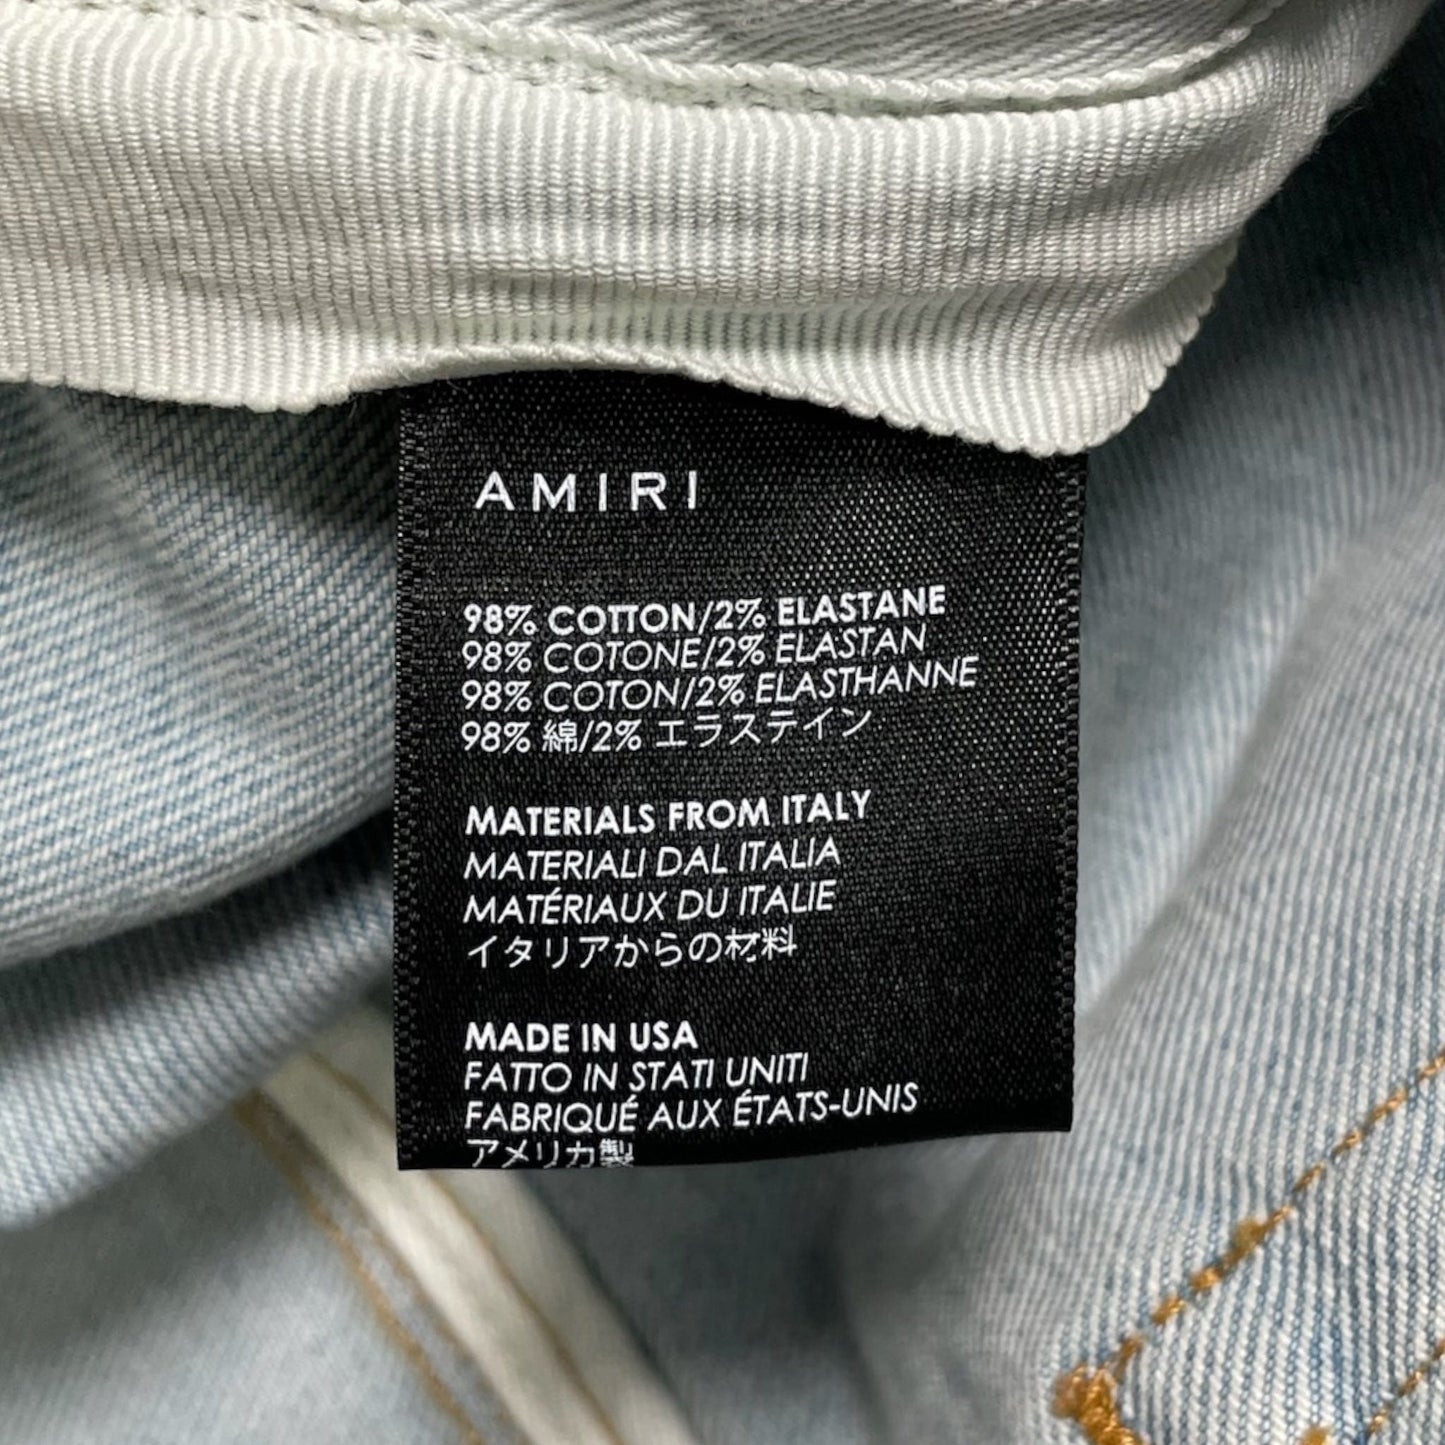 AMIRI
98% COTTON/2% ELASTANE
98% COTONE/2% ELASTAN
98% COTON/2% ELASTHANNE
98% 綿/2% エラステイン
MATERIALS FROM ITALY
MATERIALI DAL ITALIA
MATÉRIAUX DU ITALIE
イタリアからの材料
MADE IN USA
FATTO IN STATI UNITI
FABRIQUÉ AUX ÉTATS-UNIS
アメリカ製